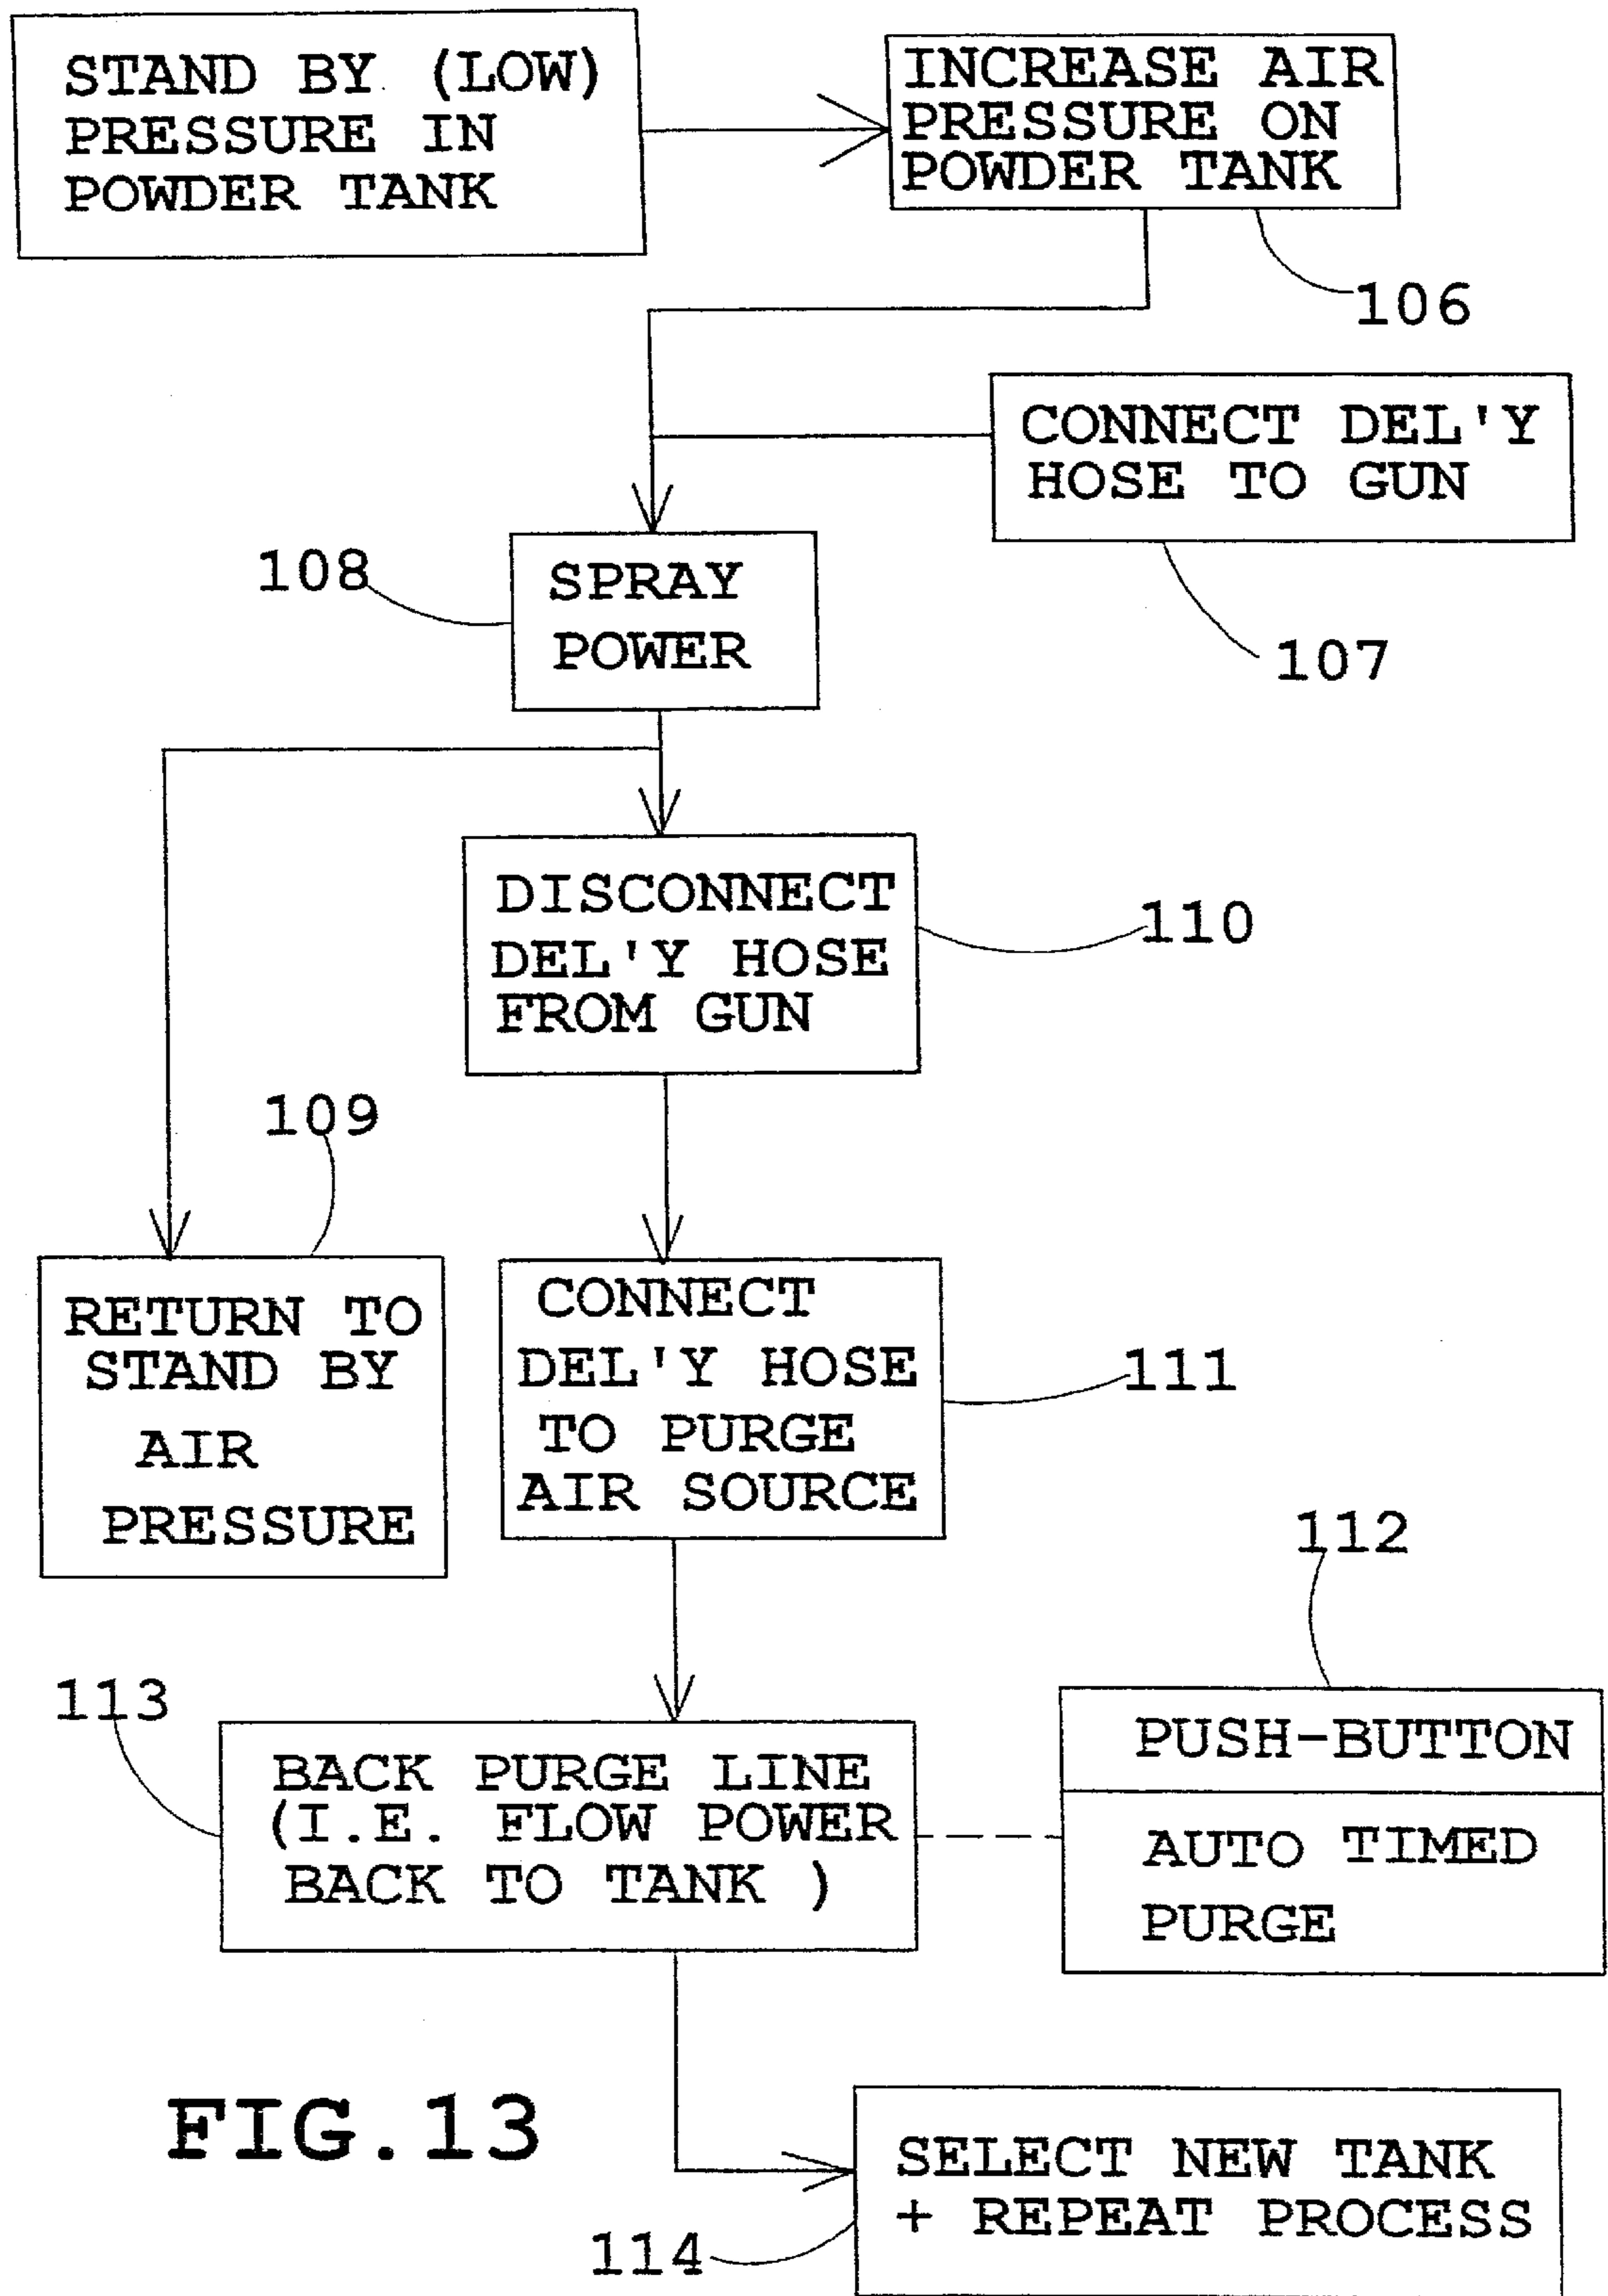 STAND BY (LOW)
PRESSURE IN
POWDER TANK
INCREASE AIR
PRESSURE ON
POWDER TANK
106
CONNECT DEL'Y
HOSE TO GUN
107
108
SPRAY
POWER
DISCONNECT
DEL'Y HOSE
FROM GUN
110
109
RETURN TO
STAND BY
AIR
PRESSURE
CONNECT
DEL'Y HOSE
TO PURGE
AIR SOURCE
111
112
PUSH-BUTTON
AUTO TIMED
PURGE
113
BACK PURGE LINE
(I.E. FLOW POWER
BACK TO TANK )
FIG.13
SELECT NEW TANK
+ REPEAT PROCESS
114